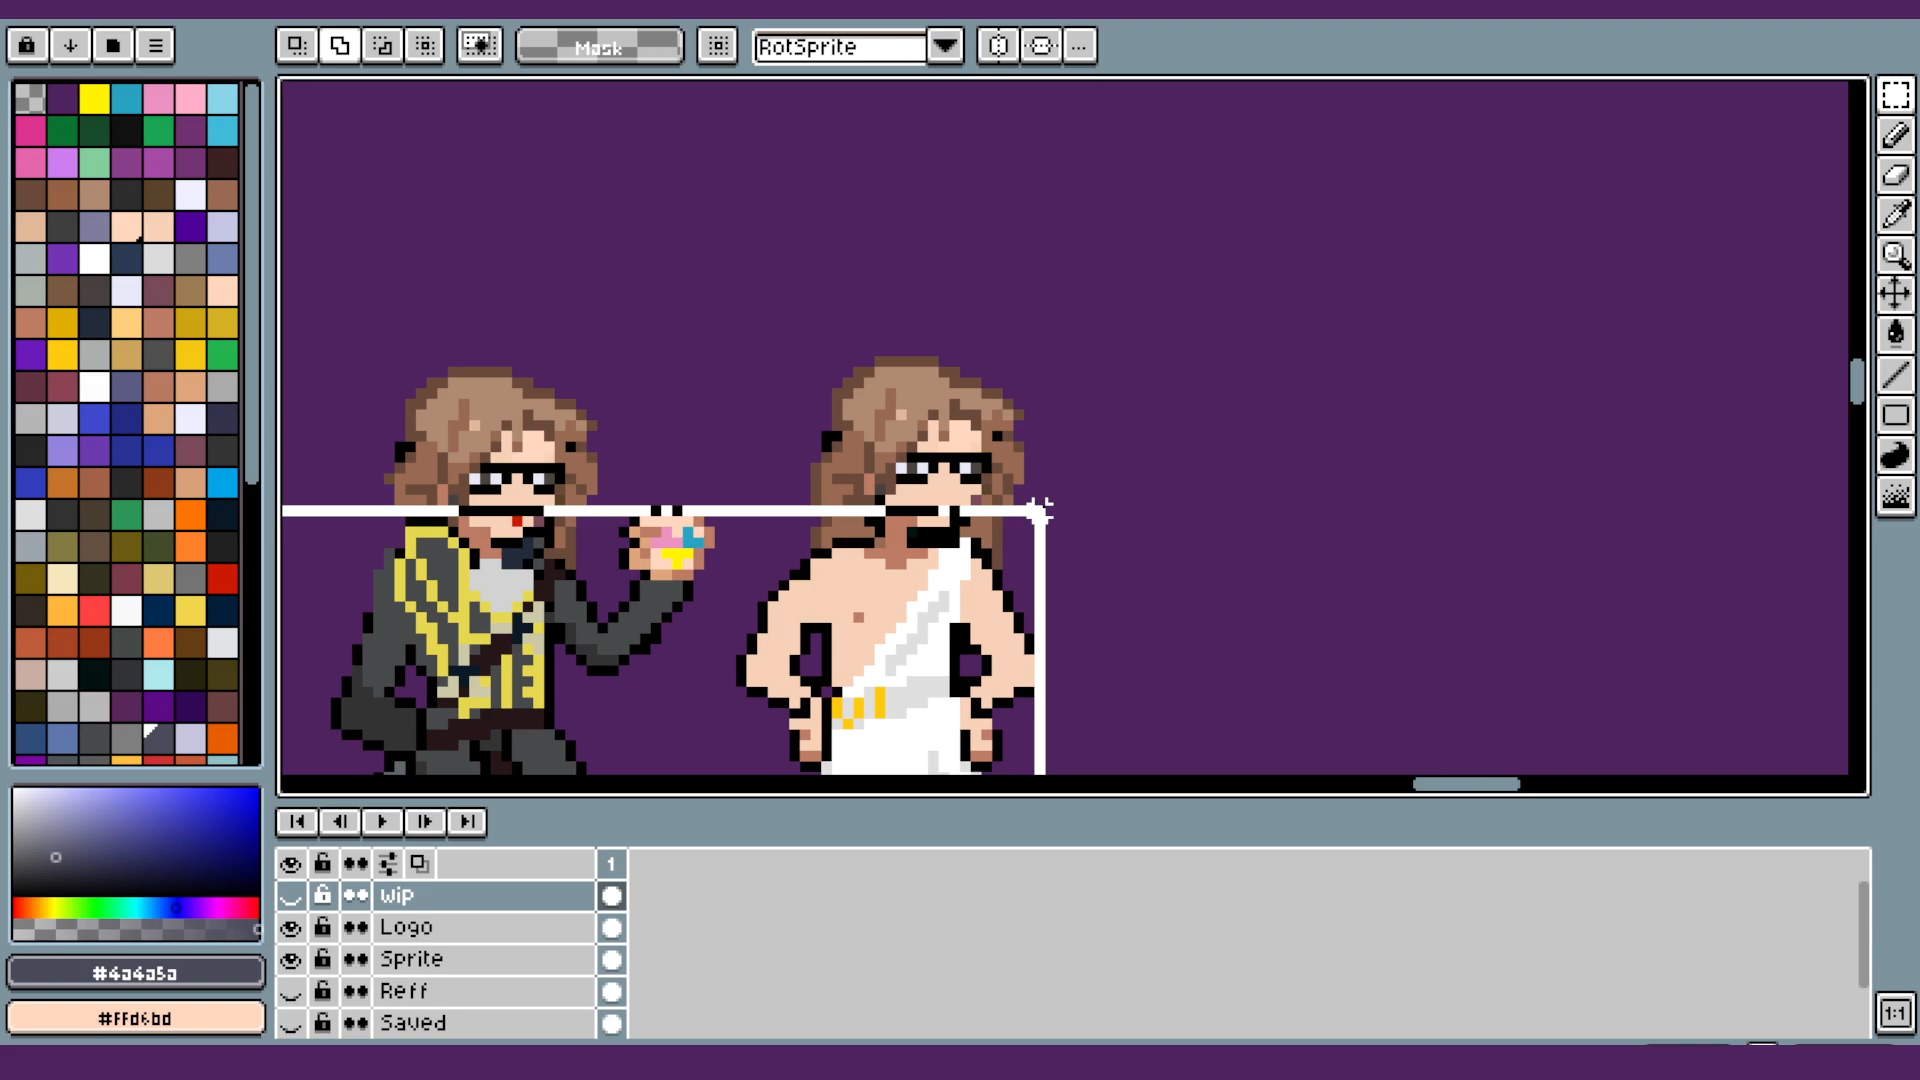 Mask
RotSprite
...
1
wip
Logo
Sprite
Reff
Saved
#4a4a5a
#ffd6bd
1:1